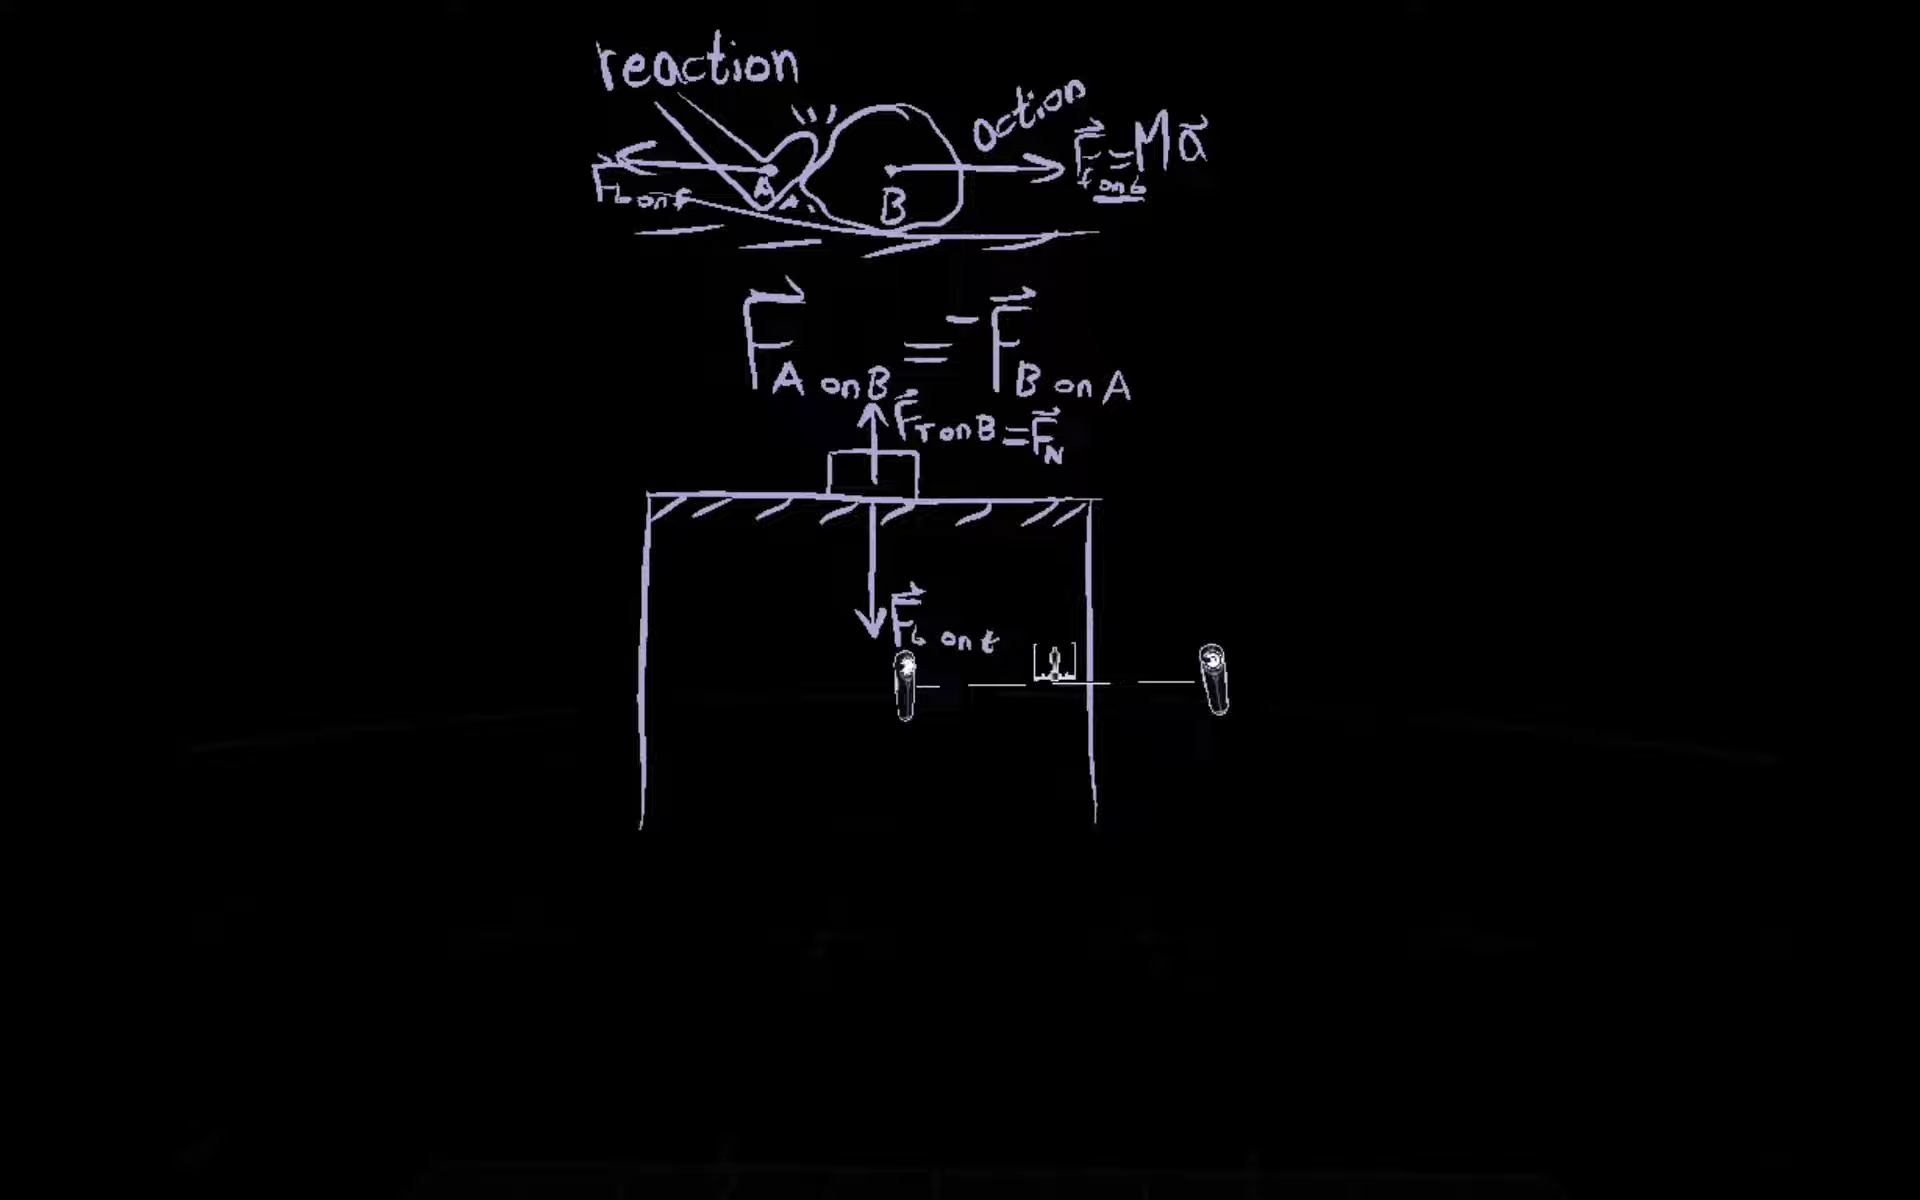 reaction
action
F⃗ f on b = Ma⃗
F⃗ b on f
A
B
F⃗ A on B = -F⃗ B on A
F⃗ T on B = F⃗ N
F⃗ b on t